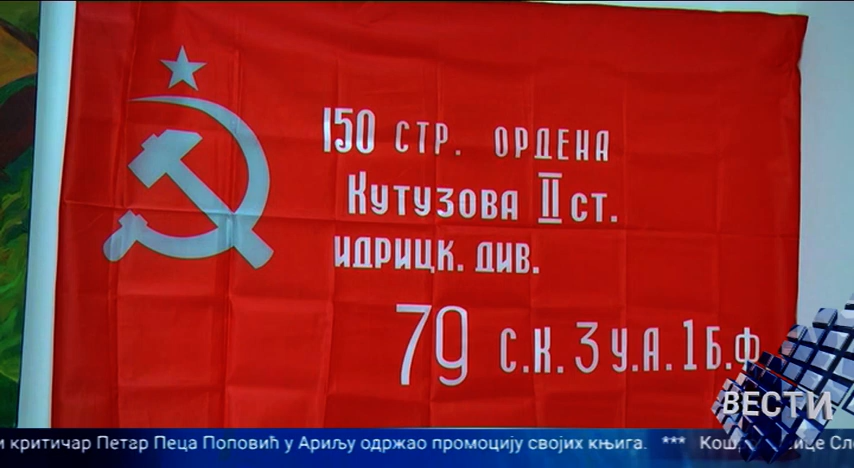 150 СТР. ОРДЕНА
КУТУЗОВА II СТ.
ИДРИЦК. ДИВ.
79 С.К. 3 У.А. 1 Б.Ф.
ВЕСТИ
и критичар Петар Пеца Поповић у Ариљу одржао промоцију својих књига. ***